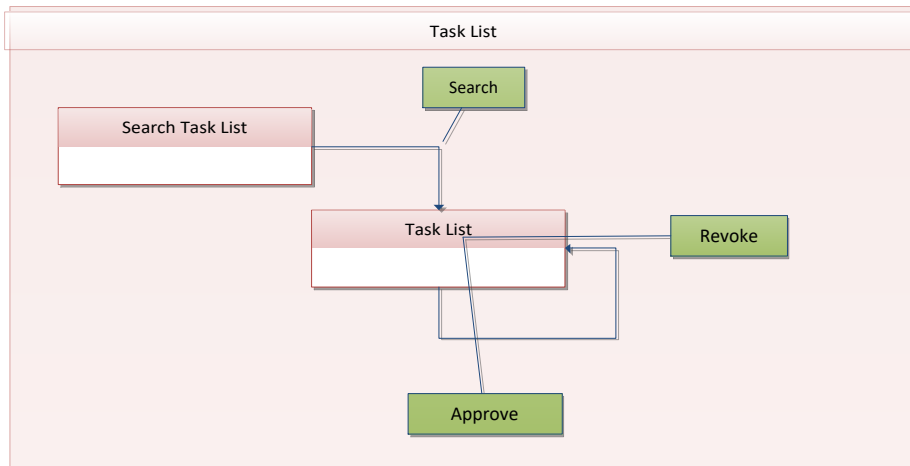 Task List
Search
Search Task List
Task List
Revoke
Approve